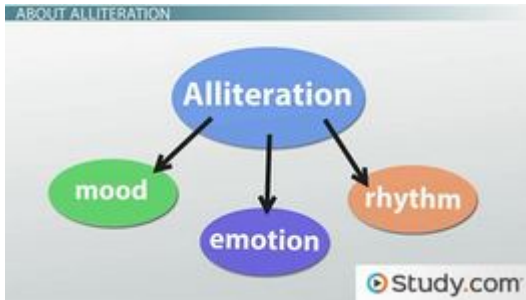 ABOUT ALLITERATION
Alliteration
mood
emotion
rhythm
Study.com